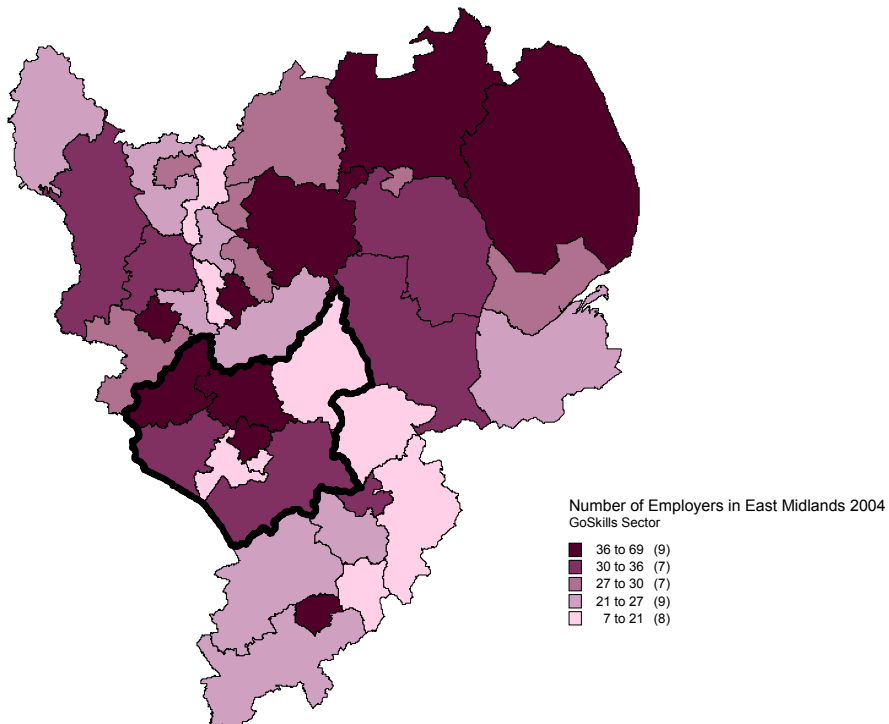 Number of Employers in East Midlands 2004
GoSkills Sector
36 to 69 (9)
30 to 36 (7)
27 to 30 (7)
21 to 27 (9)
7 to 21 (8)